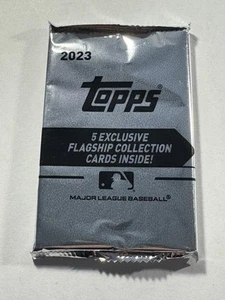 2023
Topps
5 EXCLUSIVE
FLAGSHIP COLLECTION
CARDS INSIDE!
MAJOR LEAGUE BASEBALL®